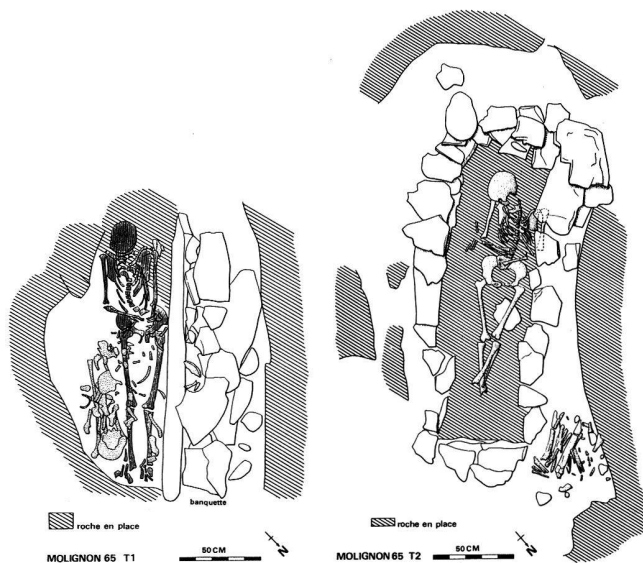 banquette
roche en place
50 CM
N
MOLIGNON 65 T1
roche en place
50 CM
N
MOLIGNON 65 T2